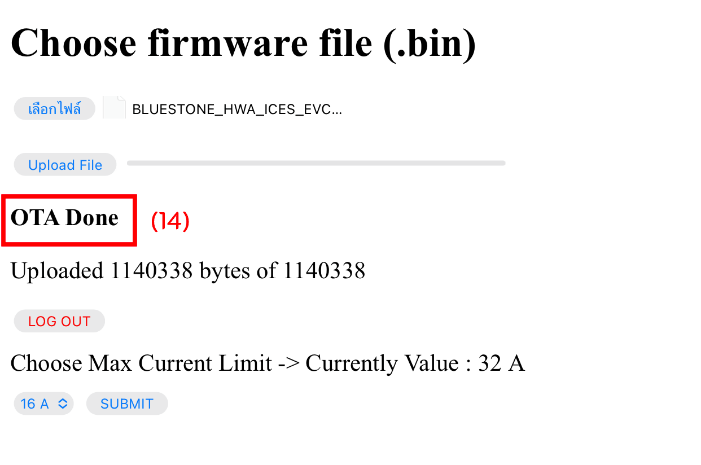 Choose firmware file (.bin)
เลือกไฟล์ BLUESTONE_HWA_ICES_EVC...
Upload File
OTA Done (14)
Uploaded 1140338 bytes of 1140338
LOG OUT
Choose Max Current Limit -> Currently Value : 32 A
16 A SUBMIT